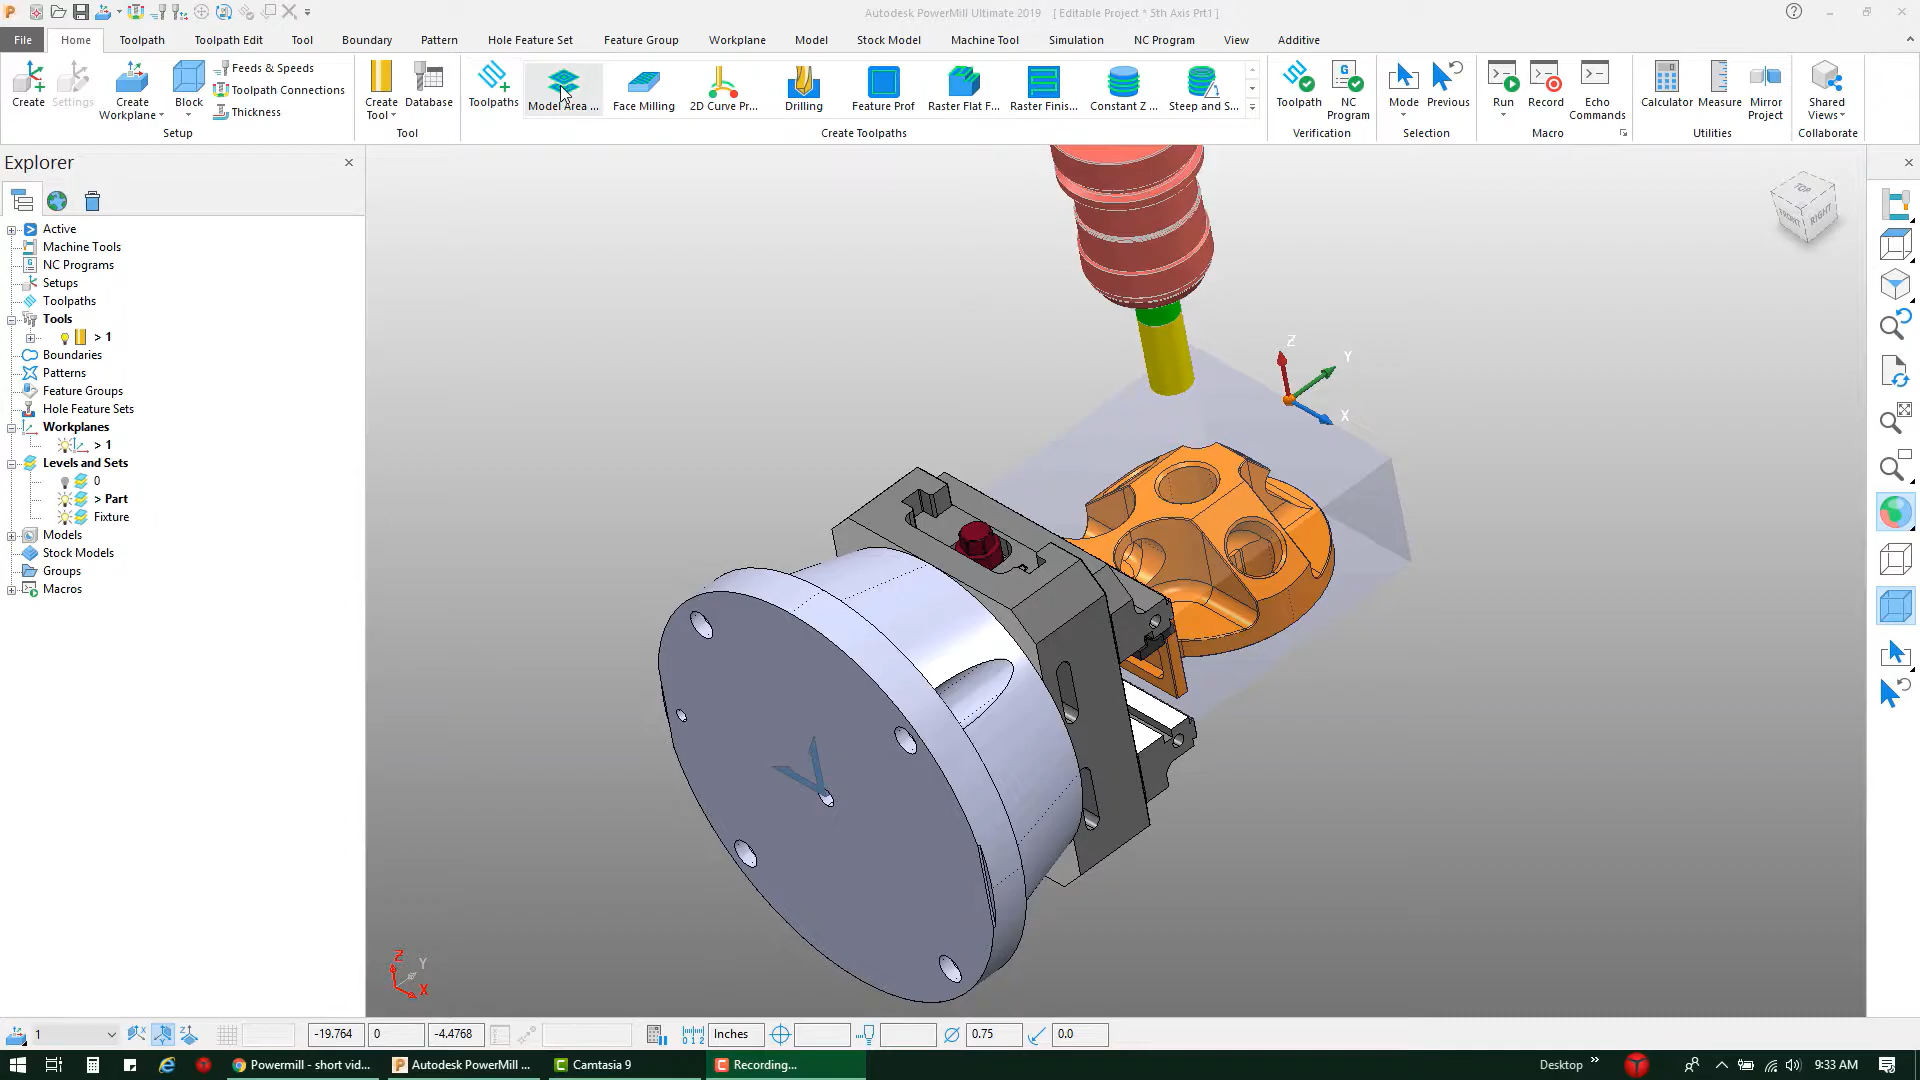 Autodesk PowerMill Ultimate 2019 [ Editable Project * 5th Axis Prt1 ]
File Home Toolpath Toolpath Edit Tool Boundary Pattern Hole Feature Set Feature Group Workplane Model Stock Model Machine Tool Simulation NC Program View Additive
Create
Settings
Create Workplane
Block
Feeds & Speeds
Toolpath Connections
Thickness
Setup
Create Tool
Database
Tool
Toolpaths
Model Area ...
Face Milling
2D Curve Pr...
Drilling
Feature Prof
Raster Flat F...
Raster Finis...
Constant Z ...
Steep and S...
Create Toolpaths
Toolpath
NC Program
Verification
Mode
Previous
Selection
Run
Record
Echo Commands
Macro
Calculator
Measure
Mirror Project
Utilities
Shared Views
Collaborate
Explorer
Active
Machine Tools
NC Programs
Setups
Toolpaths
Tools
> 1
Boundaries
Patterns
Feature Groups
Hole Feature Sets
Workplanes
> 1
Levels and Sets
0
> Part
Fixture
Models
Stock Models
Groups
Macros
TOP
FRONT
RIGHT
Z
Y
X
Z
Y
X
1 -19.764 0 -4.4768 Inches 0.75 0.0
Powermill - short vid... Autodesk PowerMill ... Camtasia 9 Recording... Desktop 9:33 AM